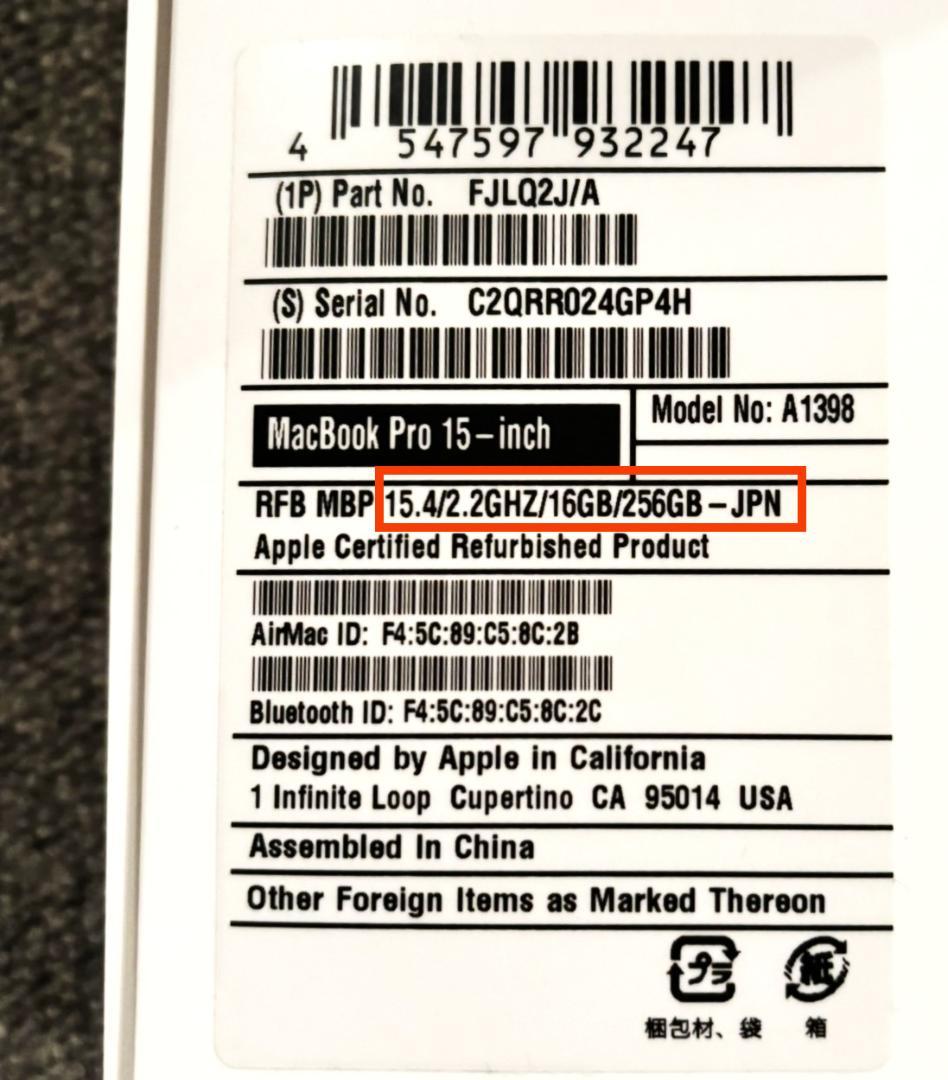 4 547597 932247
(1P) Part No. FJLQ2J/A
(S) Serial No. C2QRR024GP4H
MacBook Pro 15-inch
Model No: A1398
RFB MBP 15.4/2.2GHZ/16GB/256GB-JPN
Apple Certified Refurbished Product
AirMac ID: F4:5C:89:C5:8C:2B
Bluetooth ID: F4:5C:89:C5:8C:2C
Designed by Apple in California
1 Infinite Loop Cupertino CA 95014 USA
Assembled In China
Other Foreign Items as Marked Thereon
プラ 紙
梱包材、袋 箱